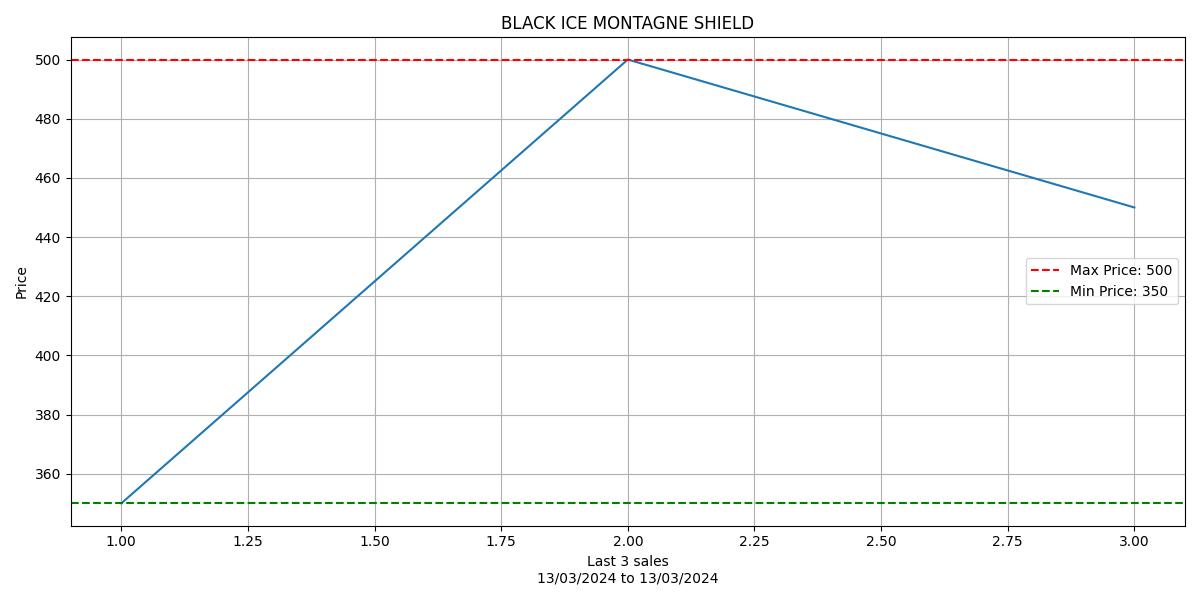 BLACK ICE MONTAGNE SHIELD
500
480
460
440
420
400
380
360
Price
Max Price: 500
Min Price: 350
1.00 1.25 1.50 1.75 2.00 2.25 2.50 2.75 3.00
Last 3 sales
13/03/2024 to 13/03/2024